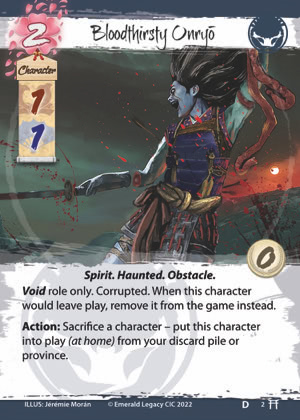 2
Bloodthirsty Onryō
Character
1
1
0
Spirit. Haunted. Obstacle.
Void role only. Corrupted. When this character
would leave play, remove it from the game instead.
Action: Sacrifice a character – put this character
into play (at home) from your discard pile or
province.
ILLUS: Jérémie Morán © Emerald Legacy CIC 2022 D 2